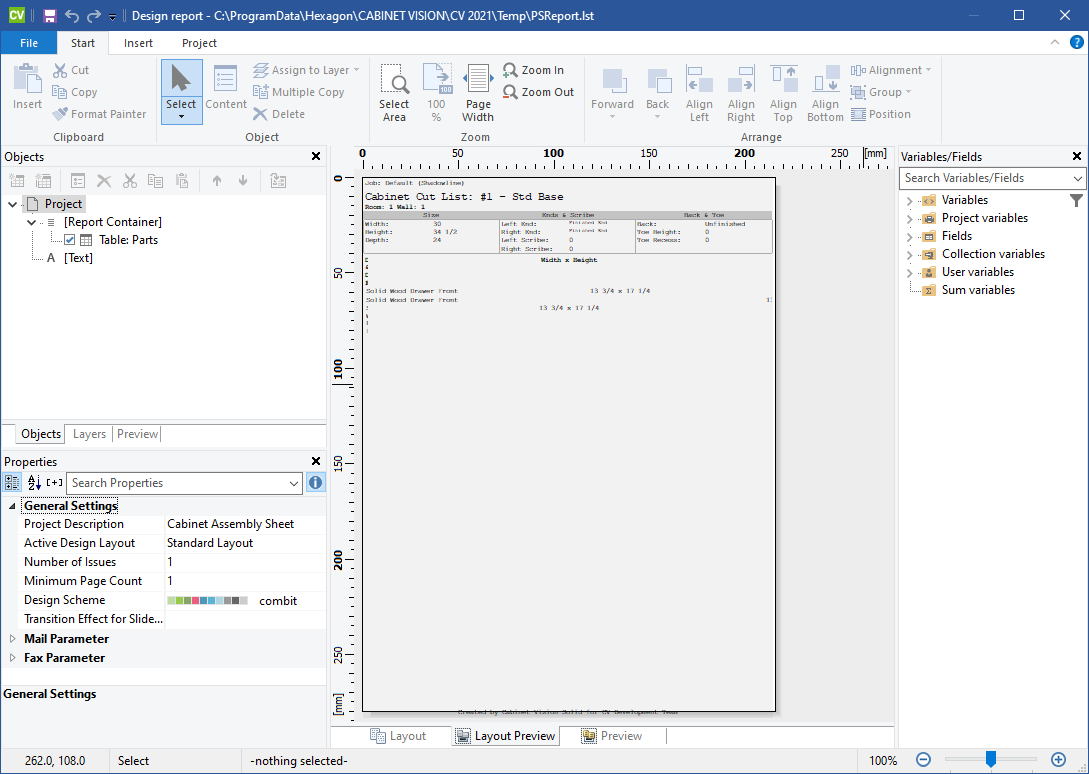 CV Design report - C:\ProgramData\Hexagon\CABINET VISION\CV 2021\Temp\PSReport.lst
File Start Insert Project
Insert Cut Copy Format Painter
Clipboard
Select Content Assign to Layer Multiple Copy Delete
Object
Select Area 100 % Page Width Zoom In Zoom Out
Zoom
Forward Back Align Left Align Right Align Top Align Bottom Alignment Group Position
Arrange
Objects
Project
[Report Container]
Table: Parts
A [Text]
Objects Layers Preview
Properties
Search Properties
General Settings
Project Description Cabinet Assembly Sheet
Active Design Layout Standard Layout
Number of Issues 1
Minimum Page Count 1
Design Scheme combit
Transition Effect for Slide...
Mail Parameter
Fax Parameter
General Settings
0 50 100 150 200 250 [mm]
0
50
100
150
200
250
[mm]
Job: Default (Shadowline)
Cabinet Cut List: #1 - Std Base
Room: 1 Wall: 1
Size Ends & Scribe Back & Toe
Width: 30 Left End: Finished End Back: Unfinished
Height: 34 1/2 Right End: Finished End Toe Height: 0
Depth: 24 Left Scribe: 0 Toe Recess: 0
Right Scribe: 0
Width x Height
Solid Wood Drawer Front 13 3/4 x 17 1/4
Solid Wood Drawer Front
13 3/4 x 17 1/4
Created by Cabinet Vision Solid for CV Development Team
Layout Layout Preview Preview
Variables/Fields
Search Variables/Fields
Variables
Project variables
Fields
Collection variables
User variables
Sum variables
262.0, 108.0 Select -nothing selected- 100%